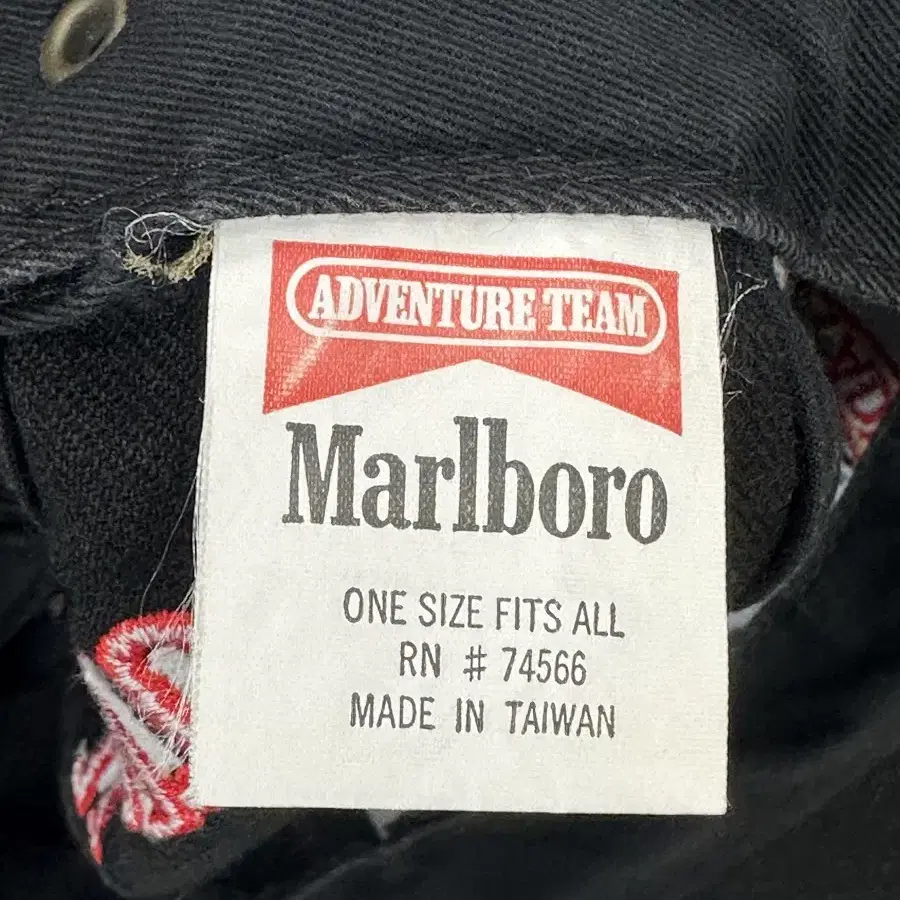 ADVENTURE TEAM
Marlboro
ONE SIZE FITS ALL
RN # 74566
MADE IN TAIWAN